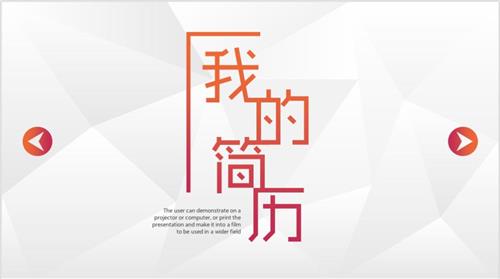 我的简历
The user can demonstrate on a
projector or computer, or print the
presentation and make it into a film
to be used in a wider field